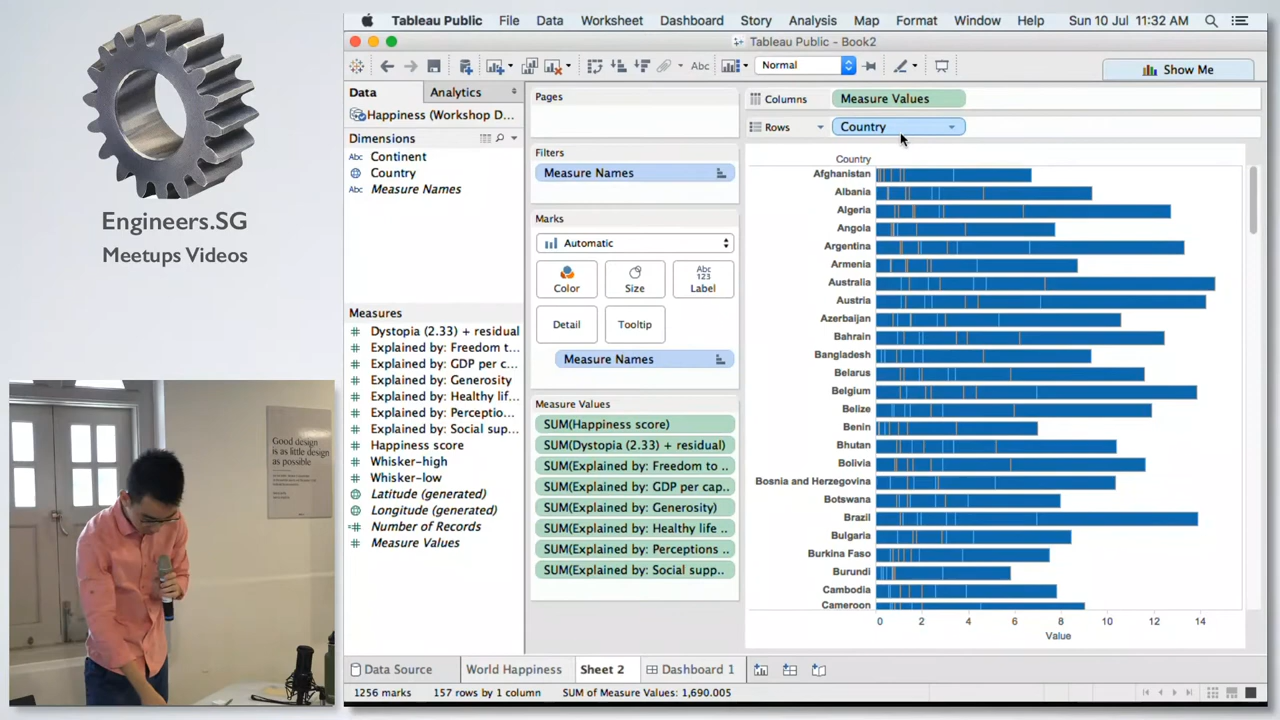 Engineers.SG
Meetups Videos
Good design
is as little design
as possible
Tableau Public File Data Worksheet Dashboard Story Analysis Map Format Window Help Sun 10 Jul 11:32 AM
Tableau Public - Book2
Abc Normal Show Me
Data Analytics
Happiness (Workshop D...
Dimensions
Abc Continent
Country
Abc Measure Names
Measures
Dystopia (2.33) + residual
Explained by: Freedom t...
Explained by: GDP per c...
Explained by: Generosity
Explained by: Healthy lif...
Explained by: Perceptio...
Explained by: Social sup...
Happiness score
Whisker-high
Whisker-low
Latitude (generated)
Longitude (generated)
Number of Records
Measure Values
Pages
Filters
Measure Names
Marks
Automatic
Color
Size
Abc
123
Label
Detail
Tooltip
Measure Names
Measure Values
SUM(Happiness score)
SUM(Dystopia (2.33) + residual)
SUM(Explained by: Freedom to ..
SUM(Explained by: GDP per c..
SUM(Explained by: Generosity)
SUM(Explained by: Healthy life ..
SUM(Explained by: Perceptions ..
SUM(Explained by: Social supp..
Columns Measure Values
Rows Country
Country
Afghanistan
Albania
Algeria
Angola
Argentina
Armenia
Australia
Austria
Azerbaijan
Bahrain
Bangladesh
Belarus
Belgium
Belize
Benin
Bhutan
Bolivia
Bosnia and Herzegovina
Botswana
Brazil
Bulgaria
Burkina Faso
Burundi
Cambodia
Cameroon
0 2 4 6 8 10 12 14
Value
Data Source World Happiness Sheet 2 Dashboard 1
1256 marks 157 rows by 1 column SUM of Measure Values: 1,690.005